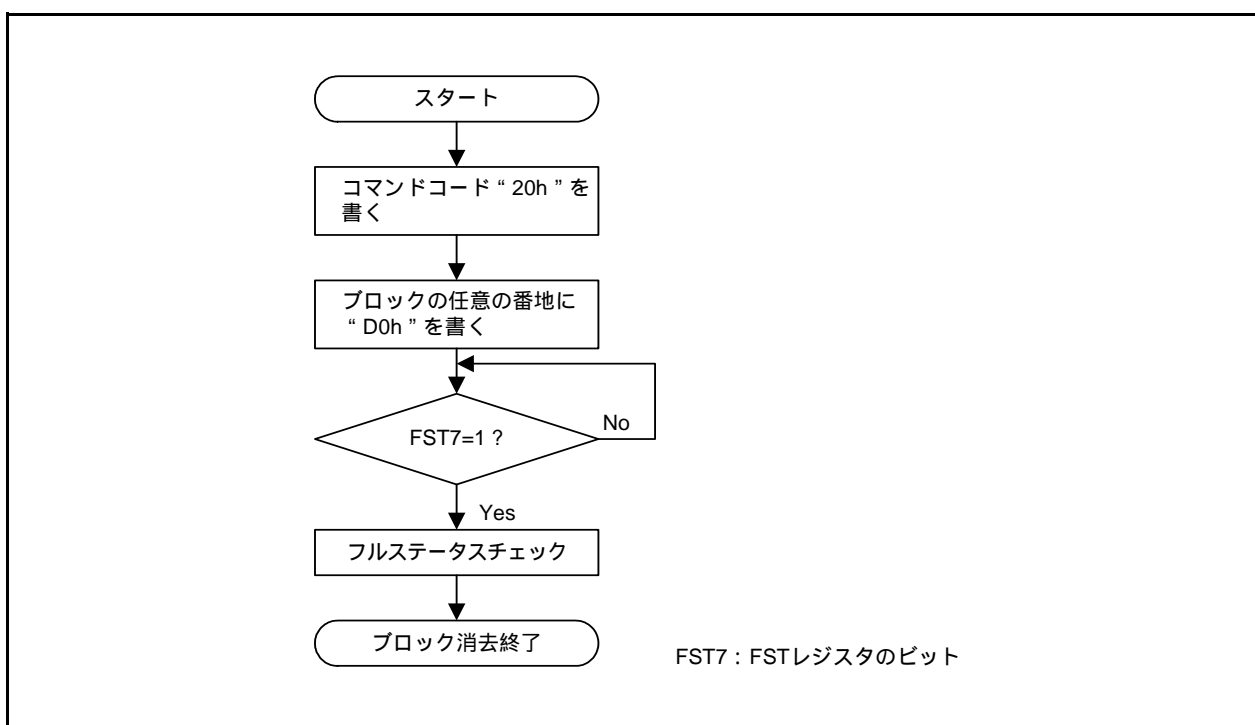 スタート
コマンドコード“20h”を
書く
ブロックの任意の番地に
“D0h”を書く
FST7=1 ?
No
Yes
フルステータスチェック
ブロック消去終了
FST7：FSTレジスタのビット